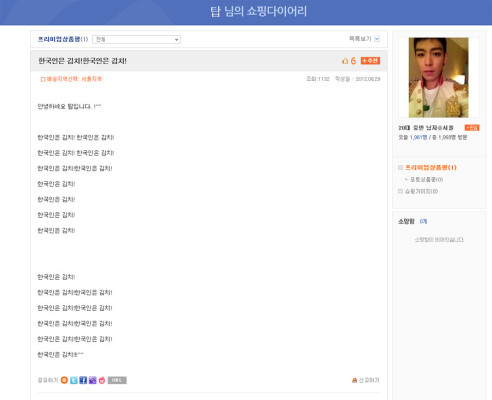 탑 님의 쇼핑다이어리
프리미엄상품평(1)
전체
목록보기
한국인은 김치!한국인은 김치!
6
+추천
배송지역선택: 서울지역
조회:1132 작성일 : 2012.06.29
안녕하세요 탑입니다. !^^
한국인은 김치! 한국인은 김치!
한국인은 김치! 한국인은 김치!
한국인은 김치!한국인은 김치!
한국인은 김치!
한국인은 김치!
한국인은 김치!
한국인은 김치!
한국인은 김치!
한국인은 김치!한국인은 김치!
한국인은 김치!한국인은 김치!
한국인은 김치!한국인은 김치!
한국인은 김치!한국인은 김치!
한국인은 김치!!^^
공유하기
URL
신고하기
20대 후반 남자@서울
오늘 1,981명 / 총 1,993명 방문
프리미엄상품평(1)
포토상품평(0)
쇼핑가이드(0)
소망함 0개
소망함이 비어있습니다.